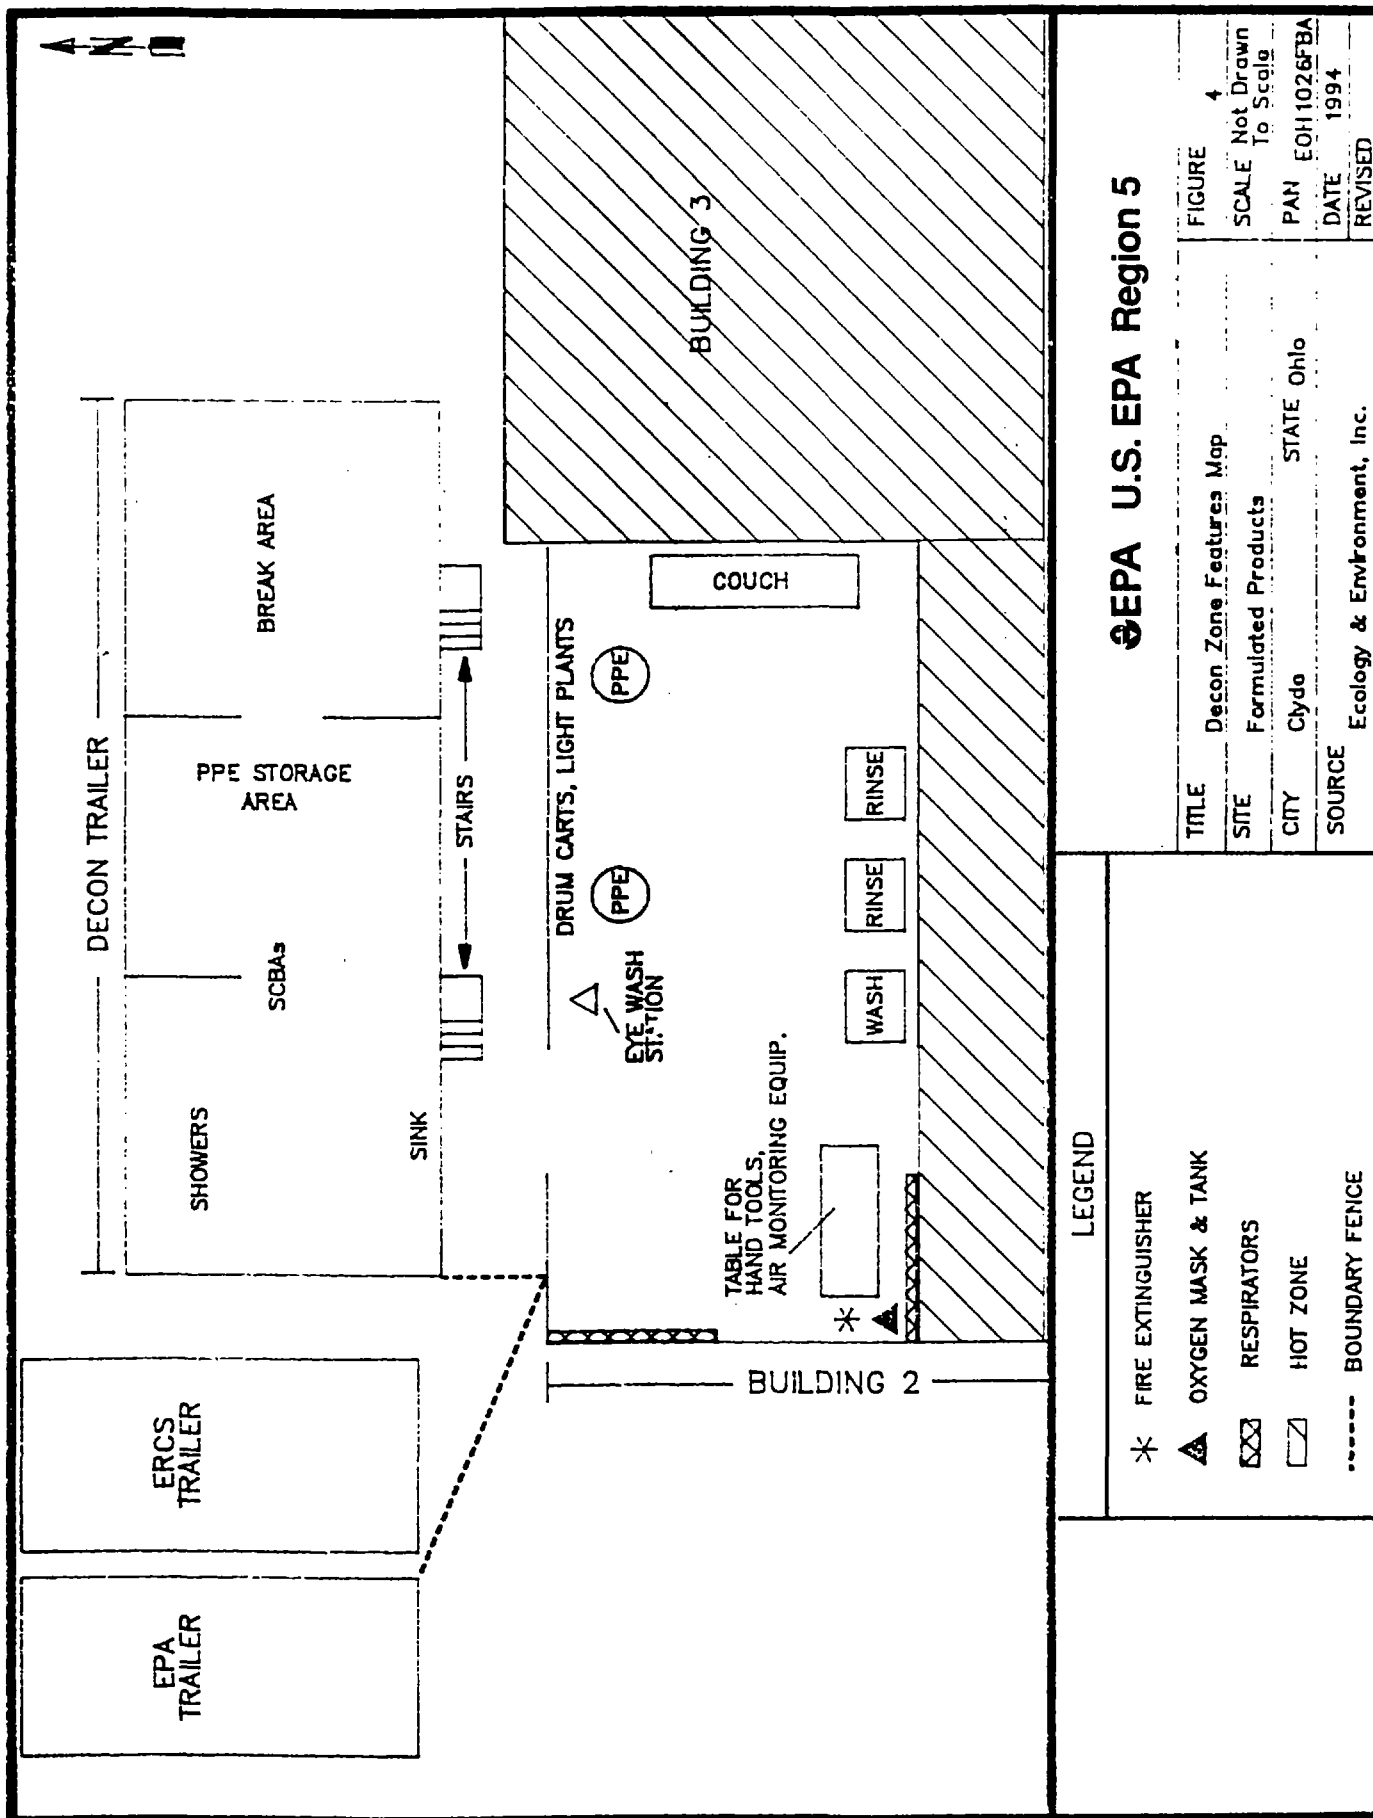 N
DECON TRAILER
EPA
TRAILER
ERCS
TRAILER
SHOWERS
SCBAs
PPE STORAGE
AREA
BREAK AREA
SINK
STAIRS
DRUM CARTS, LIGHT PLANTS
EYE WASH
STATION
PPE
PPE
COUCH
BUILDING 3
TABLE FOR
HAND TOOLS,
AIR MONITORING EQUIP.
WASH
RINSE
RINSE
BUILDING 2
LEGEND
FIRE EXTINGUISHER
OXYGEN MASK & TANK
RESPIRATORS
HOT ZONE
BOUNDARY FENCE
EPA U.S. EPA Region 5
TITLE Decon Zone Features Map
FIGURE 4
SITE Formulated Products
SCALE Not Drawn
To Scale
CITY Clyde STATE Ohio
PAN EOH1026FBA
SOURCE
Ecology & Environment, Inc.
DATE 1994
REVISED